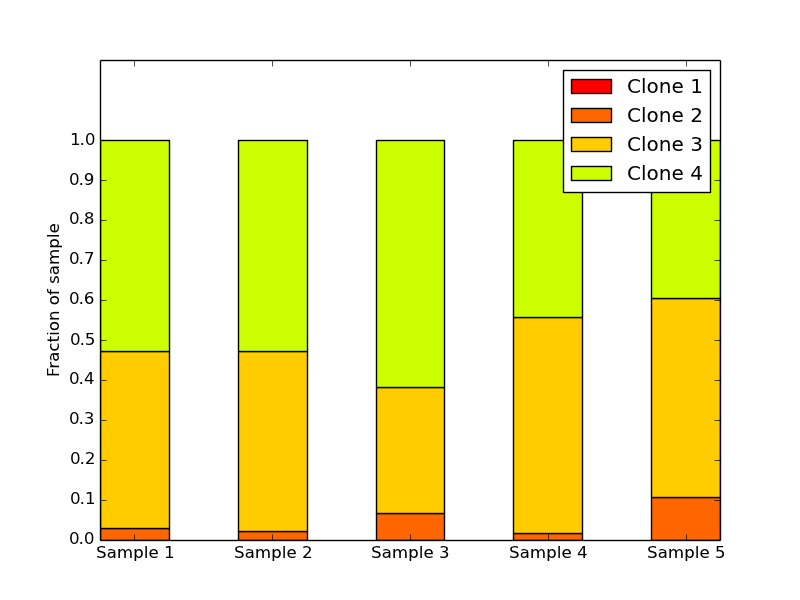 Clone 1
Clone 2
Clone 3
Clone 4
1.0
0.9
0.8
0.7
0.6
0.5
0.4
0.3
0.2
0.1
0.0
Fraction of sample
Sample 1 Sample 2 Sample 3 Sample 4 Sample 5